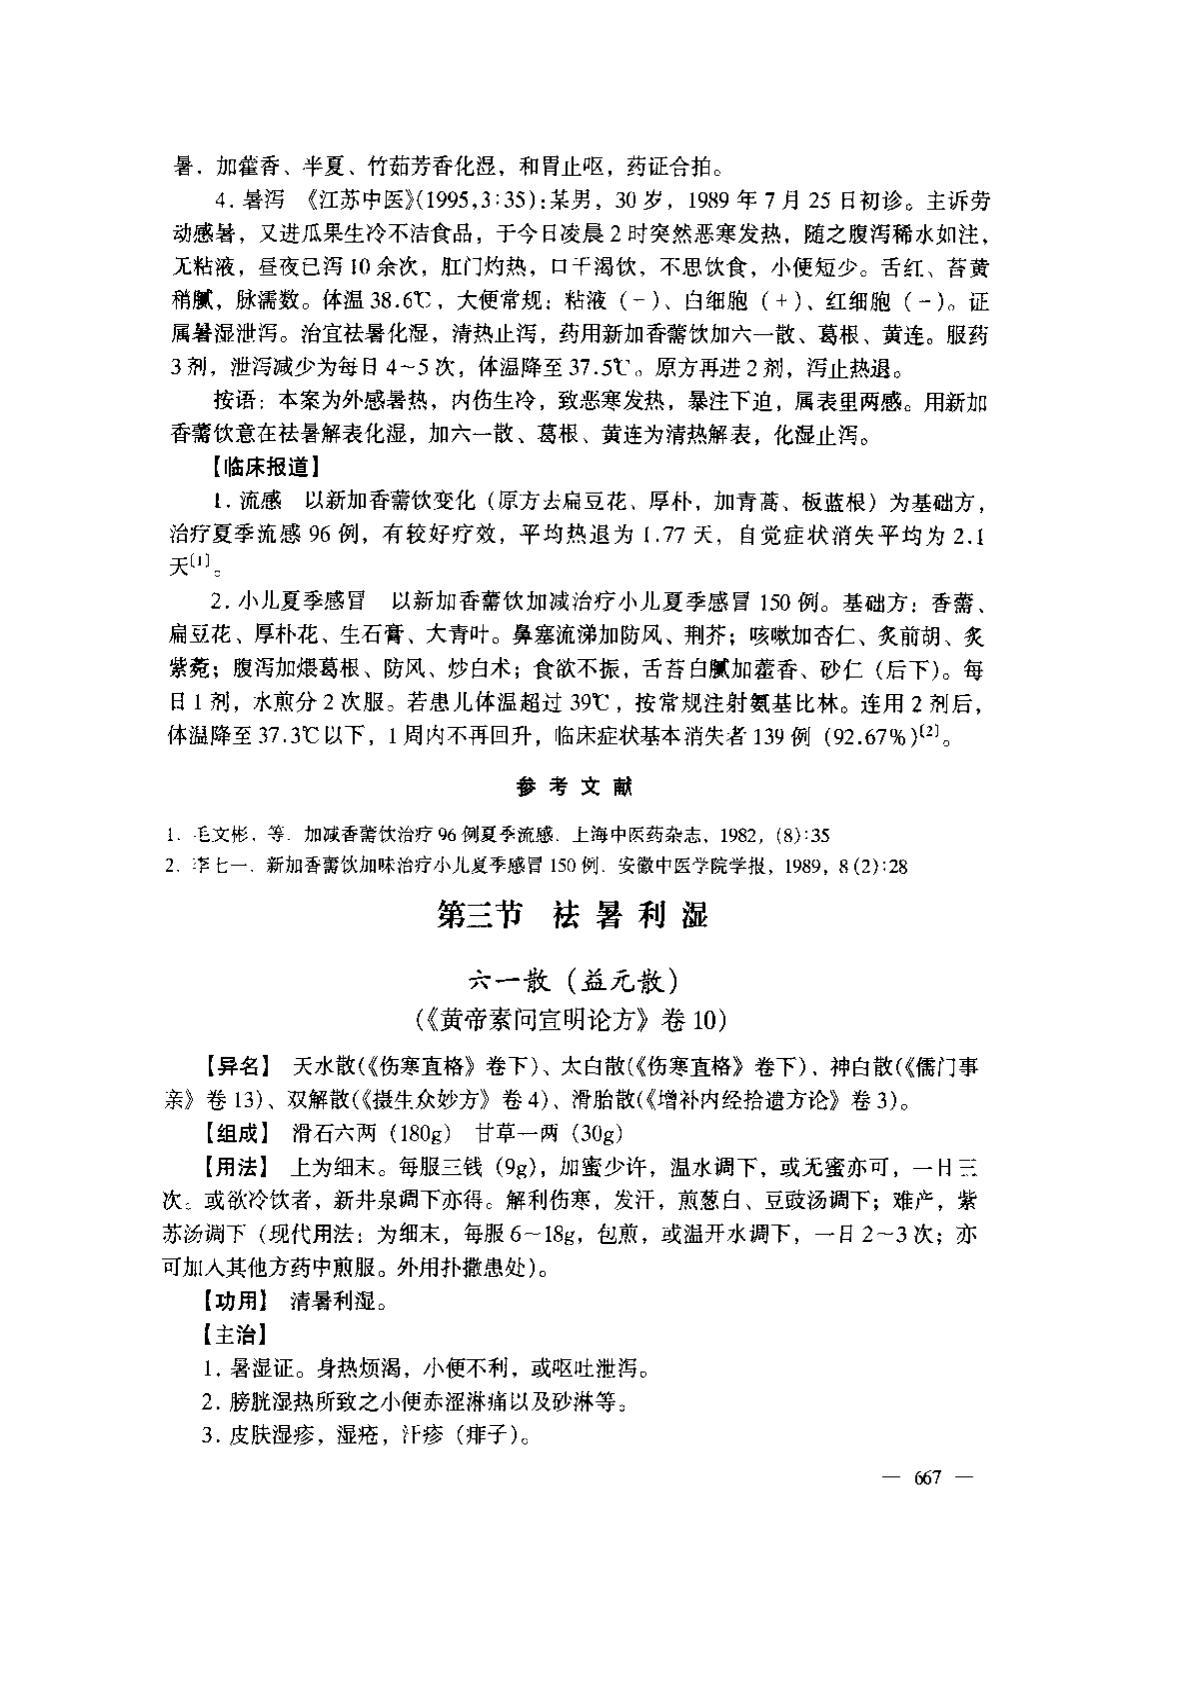 暑，加藿香、半夏、竹茹芳香化湿，和胃止呕，药证合拍。
4. 暑泻　《江苏中医》(1995,3:35)：某男，30 岁，1989 年 7 月 25 日初诊。主诉劳
动感暑，又进瓜果生冷不洁食品，于今日凌晨 2 时突然恶寒发热，随之腹泻稀水如注，
无粘液，昼夜已泻 10 余次，肛门灼热，口干渴饮，不思饮食，小便短少。舌红、苔黄
稍腻，脉濡数。体温 38.6℃，大便常规：粘液（－）、白细胞（＋）、红细胞（－）。证
属暑湿泄泻。治宜祛暑化湿，清热止泻，药用新加香薷饮加六一散、葛根、黄连。服药
3 剂，泄泻减少为每日 4~5 次，体温降至 37.5℃。原方再进 2 剂，泻止热退。
按语：本案为外感暑热，内伤生冷，致恶寒发热，暴注下迫，属表里两感。用新加
香薷饮意在祛暑解表化湿，加六一散、葛根、黄连为清热解表，化湿止泻。
【临床报道】
1. 流感　以新加香薷饮变化（原方去扁豆花、厚朴，加青蒿、板蓝根）为基础方，
治疗夏季流感 96 例，有较好疗效，平均热退为 1.77 天，自觉症状消失平均为 2.1
天〔1〕。
2. 小儿夏季感冒　以新加香薷饮加减治疗小儿夏季感冒 150 例。基础方：香薷、
扁豆花、厚朴花、生石膏、大青叶。鼻塞流涕加防风、荆芥；咳嗽加杏仁、炙前胡、炙
紫菀；腹泻加煨葛根、防风、炒白术；食欲不振，舌苔白腻加藿香、砂仁（后下）。每
日 1 剂，水煎分 2 次服。若患儿体温超过 39℃，按常规注射氨基比林。连用 2 剂后，
体温降至 37.3℃以下，1 周内不再回升，临床症状基本消失者 139 例（92.67%）〔2〕。
参 考 文 献
1. 毛文彬，等. 加减香薷饮治疗 96 例夏季流感. 上海中医药杂志，1982，(8):35
2. 李七一. 新加香薷饮加味治疗小儿夏季感冒 150 例. 安徽中医学院学报，1989，8(2):28
第三节　祛 暑 利 湿
六一散（益元散）
（《黄帝素问宣明论方》卷 10）
【异名】　天水散(《伤寒直格》卷下)、太白散(《伤寒直格》卷下)，神白散(《儒门事
亲》卷 13)、双解散(《摄生众妙方》卷 4)、滑胎散(《增补内经拾遗方论》卷 3)。
【组成】　滑石六两（180g）　甘草一两（30g）
【用法】　上为细末。每服三钱（9g），加蜜少许，温水调下，或无蜜亦可，一日三
次。或欲冷饮者，新井泉调下亦得。解利伤寒，发汗，煎葱白、豆豉汤调下；难产，紫
苏汤调下（现代用法：为细末，每服 6~18g，包煎，或温开水调下，一日 2~3 次；亦
可加入其他方药中煎服。外用扑撒患处）。
【功用】　清暑利湿。
【主治】
1. 暑湿证。身热烦渴，小便不利，或呕吐泄泻。
2. 膀胱湿热所致之小便赤涩淋痛以及砂淋等。
3. 皮肤湿疹，湿疮，汗疹（痱子）。
— 667 —